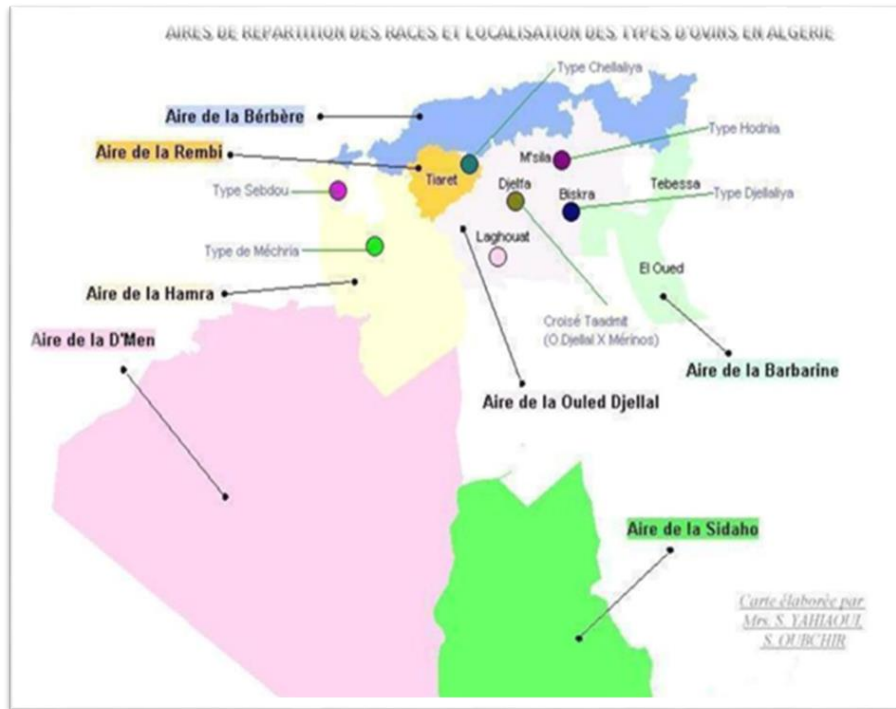 AIRES DE REPARTITION DES RACES ET LOCALISATION DES TYPES D'OVINS EN ALGERIE
Type Chellaliya
Aire de la Bérbère
Type Hodnia
Aire de la Rembi
M'sila
Tiaret
Djelfa
Biskra
Tebessa
Type Sebdou
Type Djellaliya
Laghouat
Type de Méchria
El Oued
Aire de la Hamra
Croisé Taadmit
(O.Djellal X Mérinos)
Aire de la D'Men
Aire de la Barbarine
Aire de la Ouled Djellal
Aire de la Sidaho
Carte élaborée par
Mrs. S. YAHIAOUI,
S. OUBCHIR